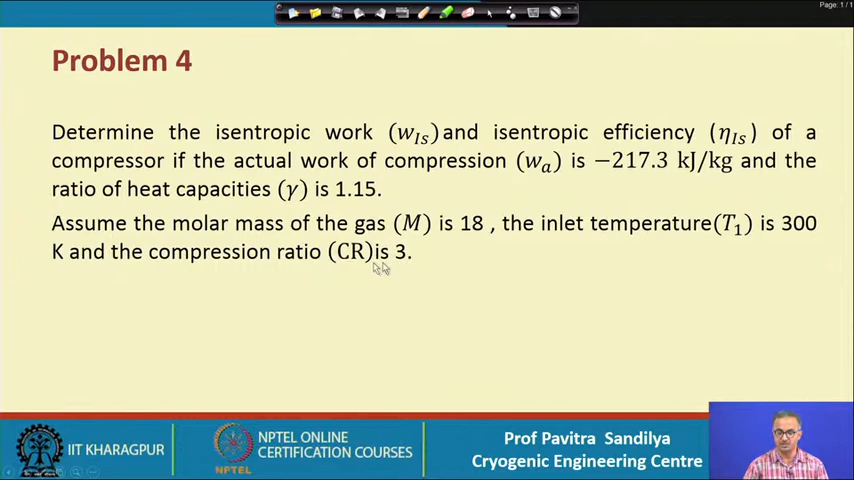 Page: 1 / 1
Problem 4
Determine the isentropic work (w_Is) and isentropic efficiency (η_Is) of a
compressor if the actual work of compression (w_a) is −217.3 kJ/kg and the
ratio of heat capacities (γ) is 1.15.
Assume the molar mass of the gas (M) is 18 , the inlet temperature(T_1) is 300
K and the compression ratio (CR)is 3.
IIT KHARAGPUR
NPTEL
NPTEL ONLINE
CERTIFICATION COURSES
Prof Pavitra Sandilya
Cryogenic Engineering Centre